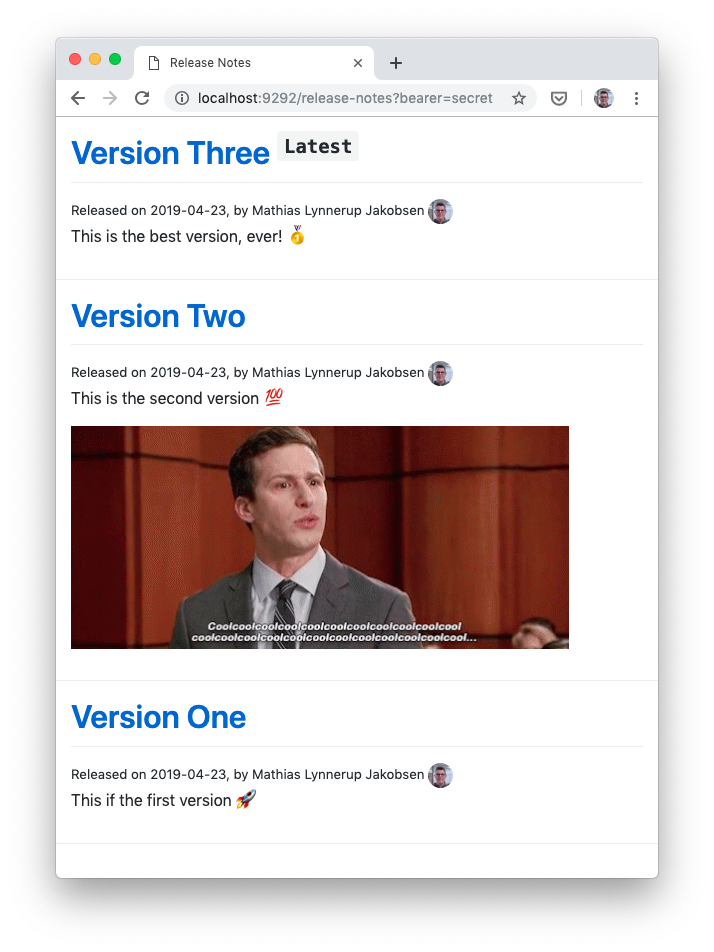 Release Notes
localhost:9292/release-notes?bearer=secret
Version Three Latest
Released on 2019-04-23, by Mathias Lynnerup Jakobsen
This is the best version, ever! 🥇
Version Two
Released on 2019-04-23, by Mathias Lynnerup Jakobsen
This is the second version 💯
Coolcoolcoolcoolcoolcoolcoolcoolcoolcoolcool
coolcoolcoolcoolcoolcoolcoolcoolcoolcoolcoolcool...
Version One
Released on 2019-04-23, by Mathias Lynnerup Jakobsen
This if the first version 🚀